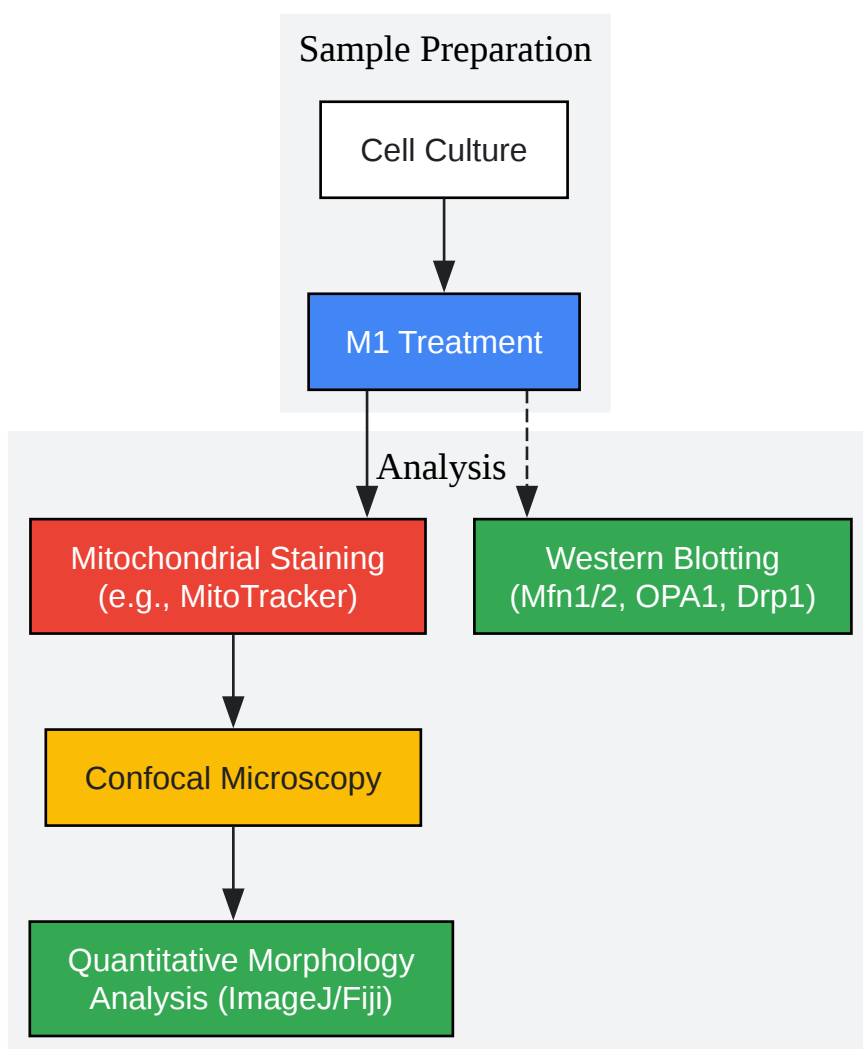 Sample Preparation
Cell Culture
M1 Treatment
Analysis
Mitochondrial Staining
(e.g., MitoTracker)
Western Blotting
(Mfn1/2, OPA1, Drp1)
Confocal Microscopy
Quantitative Morphology
Analysis (ImageJ/Fiji)